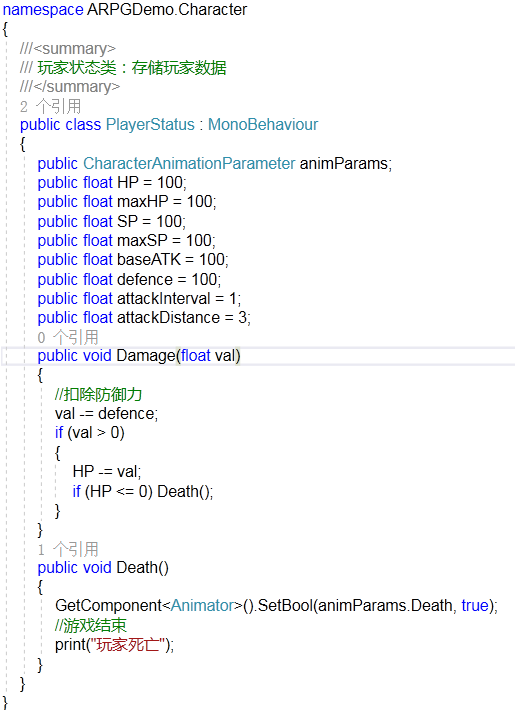 namespace ARPGDemo.Character
{
///<summary>
/// 玩家状态类：存储玩家数据
///</summary>
2 个引用
public class PlayerStatus : MonoBehaviour
{
public CharacterAnimationParameter animParams;
public float HP = 100;
public float maxHP = 100;
public float SP = 100;
public float maxSP = 100;
public float baseATK = 100;
public float defence = 100;
public float attackInterval = 1;
public float attackDistance = 3;
0 个引用
public void Damage(float val)
{
//扣除防御力
val -= defence;
if (val > 0)
{
HP -= val;
if (HP <= 0) Death();
}
}
1 个引用
public void Death()
{
GetComponent<Animator>().SetBool(animParams.Death, true);
//游戏结束
print("玩家死亡");
}
}
}